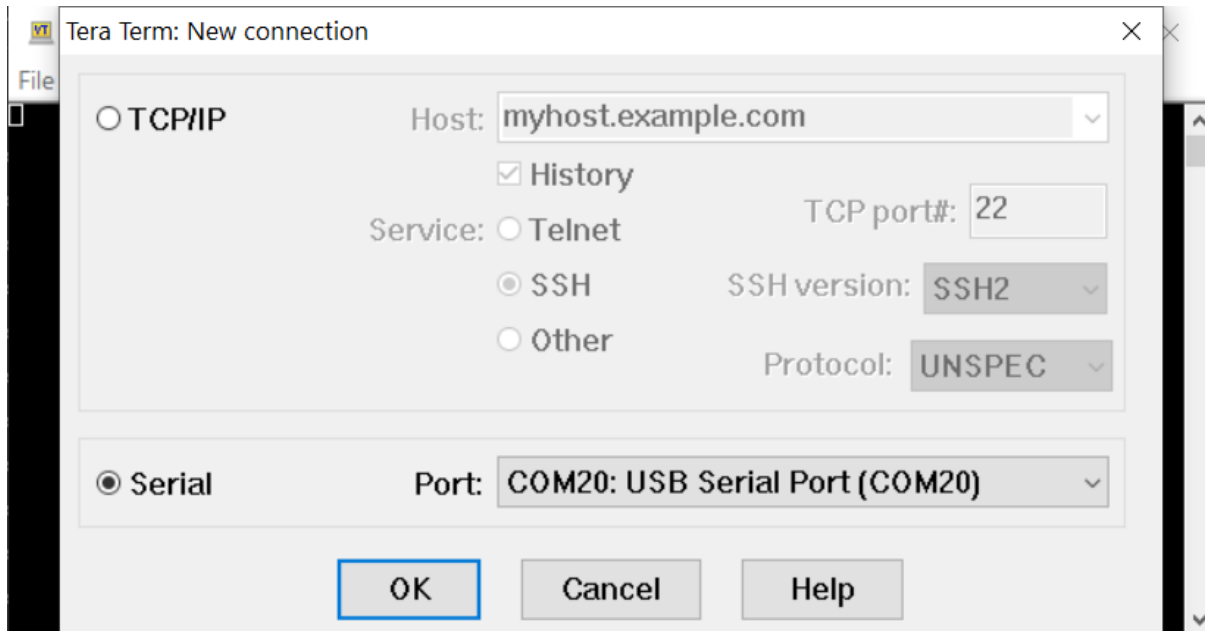 VT
Tera Term: New connection
File
TCP/IP
Host: myhost.example.com
History
Service: Telnet
TCP port#: 22
SSH
SSH version: SSH2
Other
Protocol: UNSPEC
Serial
Port: COM20: USB Serial Port (COM20)
OK
Cancel
Help